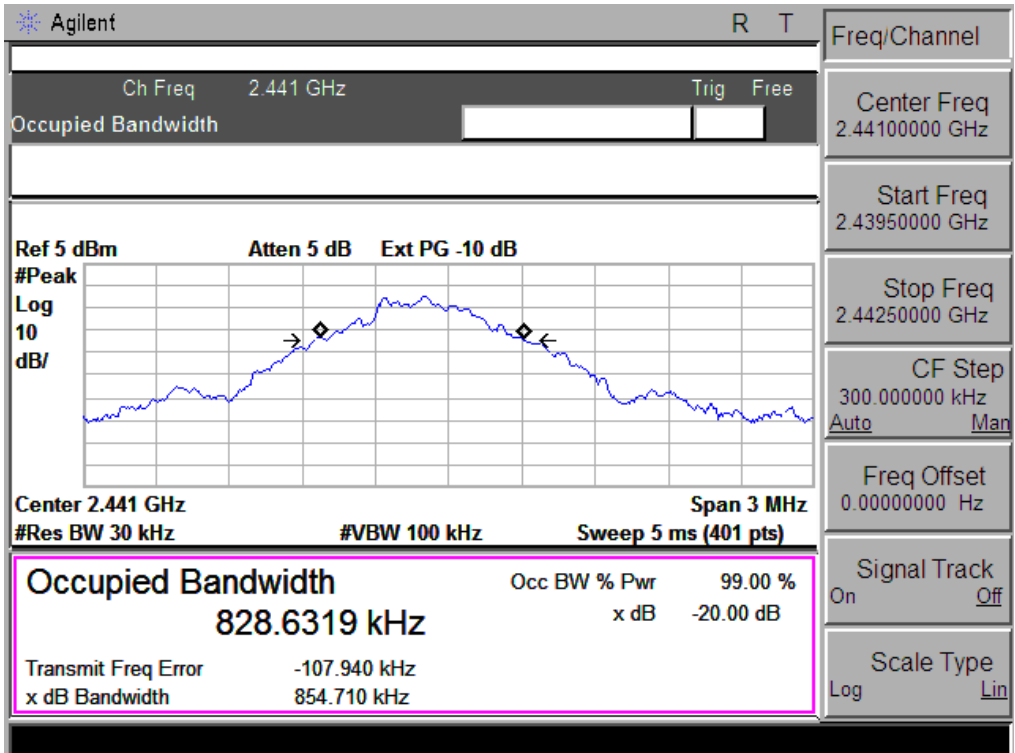 Agilent R T
Ch Freq 2.441 GHz Trig Free
Occupied Bandwidth
Ref 5 dBm Atten 5 dB Ext PG -10 dB
#Peak
Log
10
dB/
Center 2.441 GHz Span 3 MHz
#Res BW 30 kHz #VBW 100 kHz Sweep 5 ms (401 pts)
Occupied Bandwidth Occ BW % Pwr 99.00 %
828.6319 kHz x dB -20.00 dB
Transmit Freq Error -107.940 kHz
x dB Bandwidth 854.710 kHz
Freq/Channel
Center Freq
2.44100000 GHz
Start Freq
2.43950000 GHz
Stop Freq
2.44250000 GHz
CF Step
300.000000 kHz
Auto Man
Freq Offset
0.00000000 Hz
Signal Track
On Off
Scale Type
Log Lin